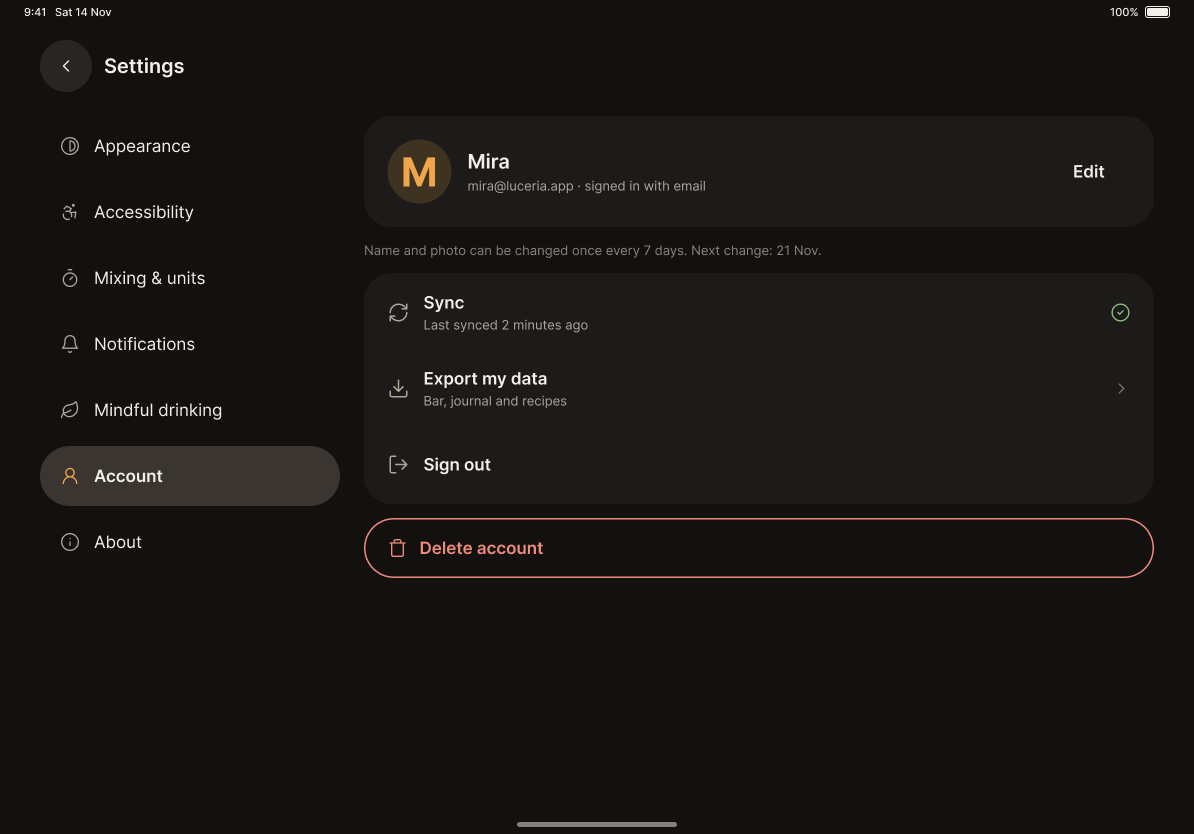 9:41 Sat 14 Nov
100%
Settings
Appearance
Accessibility
Mixing & units
Notifications
Mindful drinking
Account
About
M
Mira
mira@luceria.app · signed in with email
Edit
Name and photo can be changed once every 7 days. Next change: 21 Nov.
Sync
Last synced 2 minutes ago
Export my data
Bar, journal and recipes
Sign out
Delete account